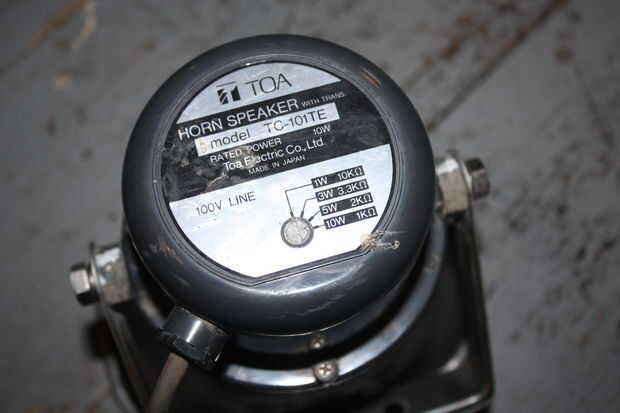 TOA
HORN SPEAKER WITH TRANS.
model TC-101TE
RATED POWER 10W
Toa Electric Co., Ltd
MADE IN JAPAN
100V LINE
1W 10KΩ
3W 3.3KΩ
5W 2KΩ
10W 1KΩ